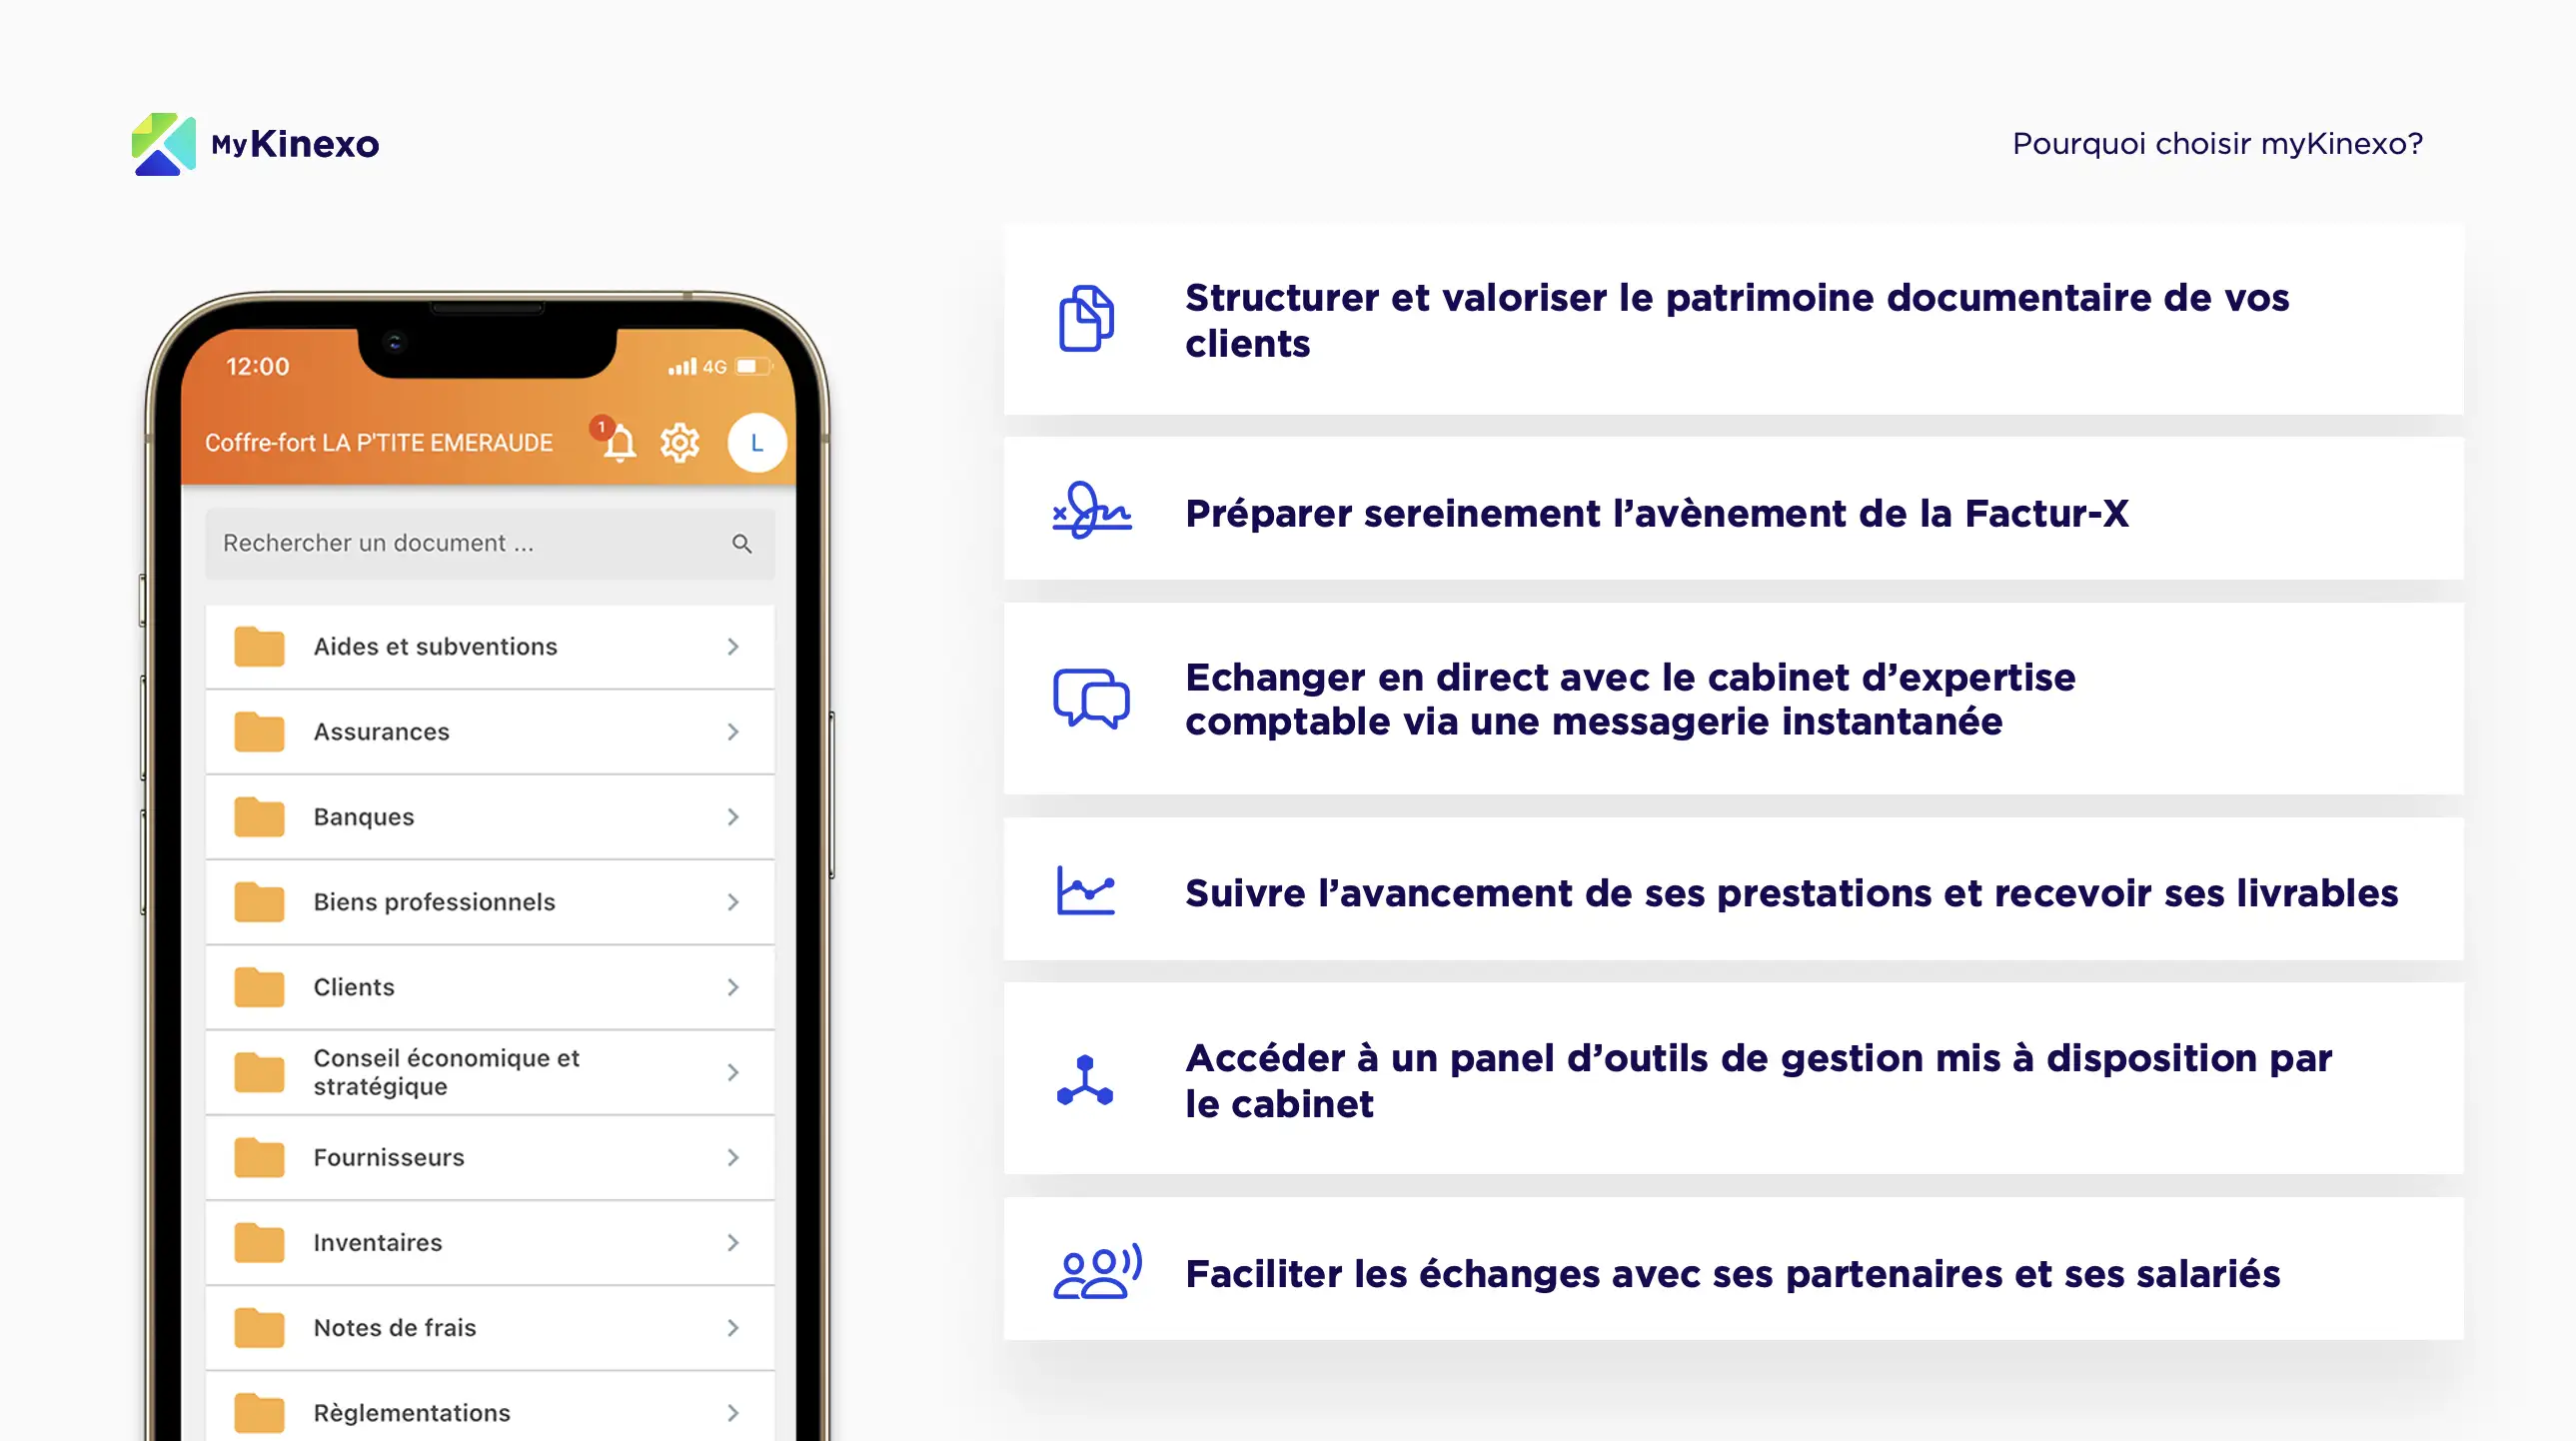 MyKinexo
Pourquoi choisir myKinexo?
12:00
4G
Coffre-fort LA P'TITE EMERAUDE
1
L
Rechercher un document ...
Aides et subventions
Assurances
Banques
Biens professionnels
Clients
Conseil économique et
stratégique
Fournisseurs
Inventaires
Notes de frais
Règlementations
Structurer et valoriser le patrimoine documentaire de vos
clients
Préparer sereinement l’avènement de la Factur-X
Echanger en direct avec le cabinet d’expertise
comptable via une messagerie instantanée
Suivre l’avancement de ses prestations et recevoir ses livrables
Accéder à un panel d’outils de gestion mis à disposition par
le cabinet
Faciliter les échanges avec ses partenaires et ses salariés